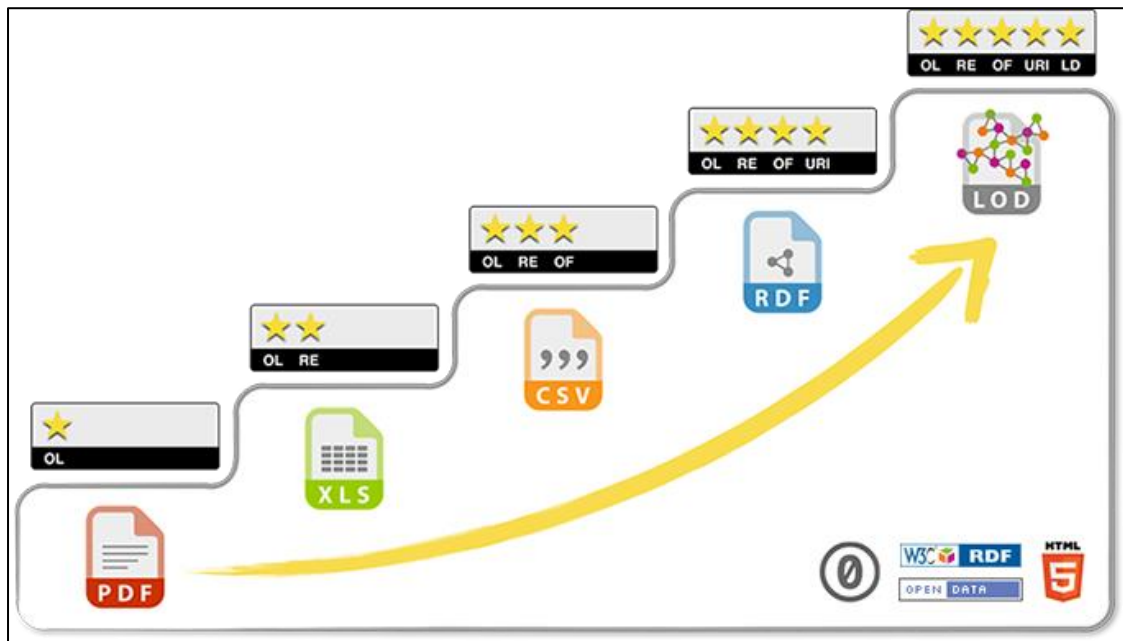 OL RE OF URI LD
LOD
OL RE OF URI
RDF
OL RE OF
CSV
OL RE
XLS
OL
PDF
0
W3C RDF
OPEN DATA
HTML
5